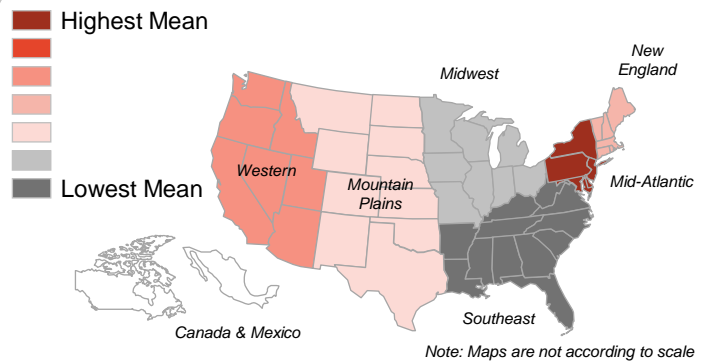 Highest Mean
Lowest Mean
Midwest
New
England
Western
Mountain
Plains
Mid-Atlantic
Southeast
Canada & Mexico
Note: Maps are not according to scale